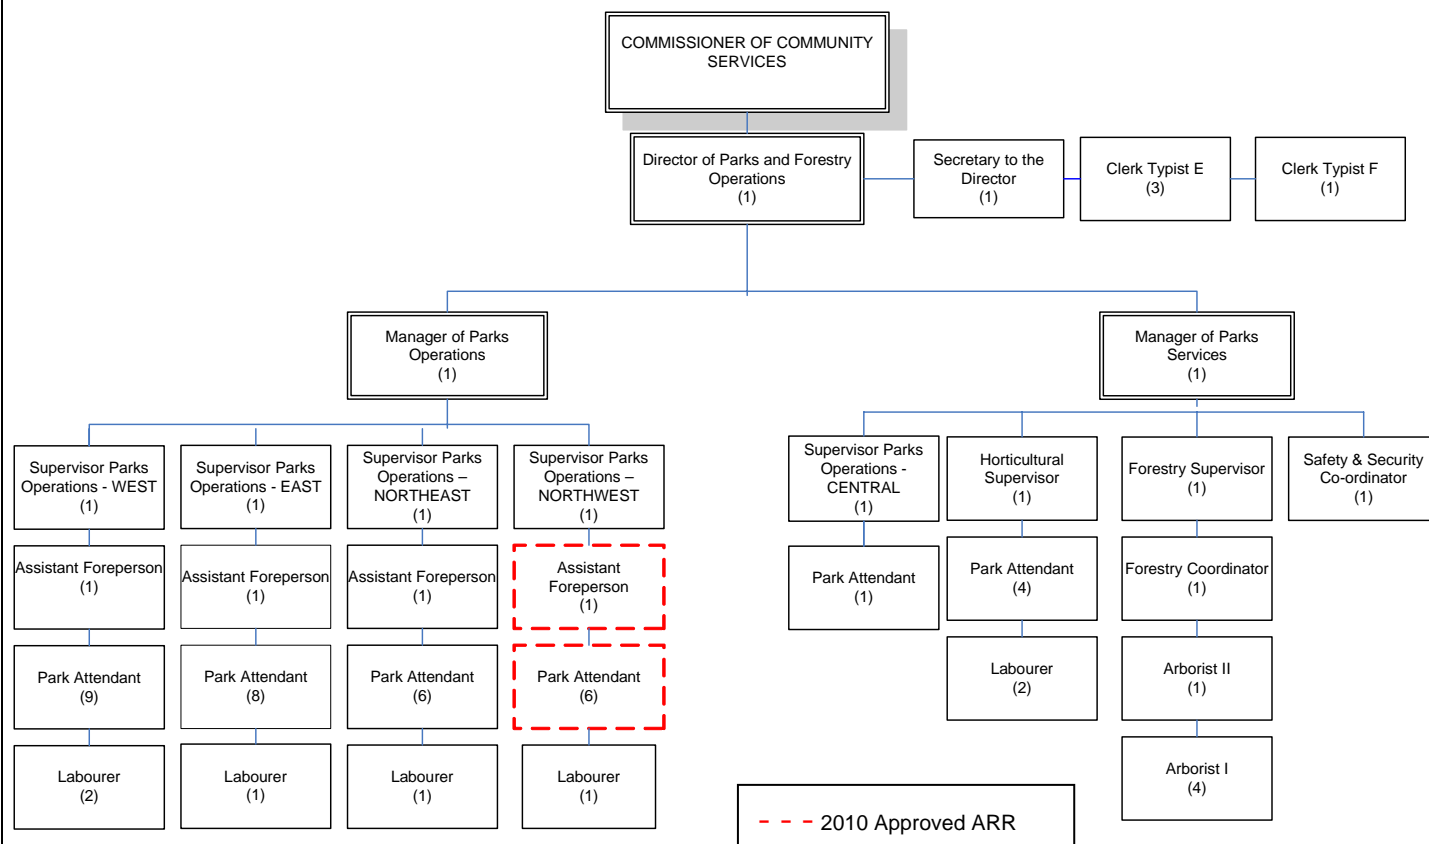 COMMISSIONER OF COMMUNITY
SERVICES
Director of Parks and Forestry
Operations
(1)
Secretary to the
Director
(1)
Clerk Typist E
(3)
Clerk Typist F
(1)
Manager of Parks
Operations
(1)
Manager of Parks
Services
(1)
Supervisor Parks
Operations - WEST
(1)
Supervisor Parks
Operations - EAST
(1)
Supervisor Parks
Operations –
NORTHEAST
(1)
Supervisor Parks
Operations –
NORTHWEST
(1)
Supervisor Parks
Operations -
CENTRAL
(1)
Horticultural
Supervisor
(1)
Forestry Supervisor
(1)
Safety & Security
Co-ordinator
(1)
Assistant Foreperson
(1)
Assistant Foreperson
(1)
Assistant Foreperson
(1)
Assistant
Foreperson
(1)
Park Attendant
(1)
Park Attendant
(4)
Forestry Coordinator
(1)
Park Attendant
(9)
Park Attendant
(8)
Park Attendant
(6)
Park Attendant
(6)
Labourer
(2)
Arborist II
(1)
Labourer
(2)
Labourer
(1)
Labourer
(1)
Labourer
(1)
Arborist I
(4)
2010 Approved ARR